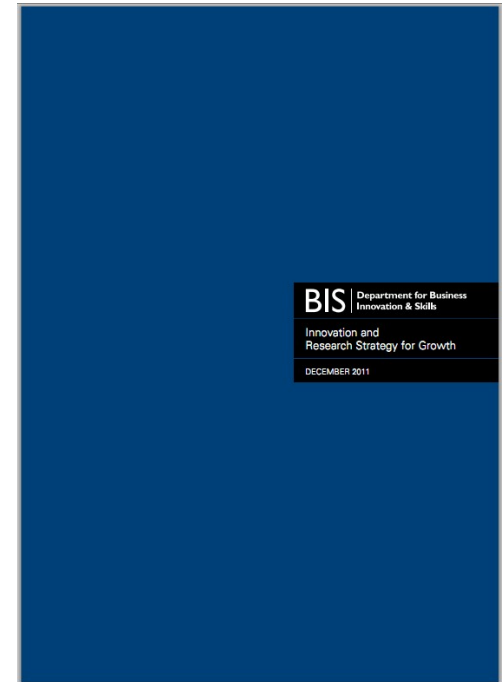 BIS | Department for Business
Innovation & Skills
Innovation and
Research Strategy for Growth
DECEMBER 2011